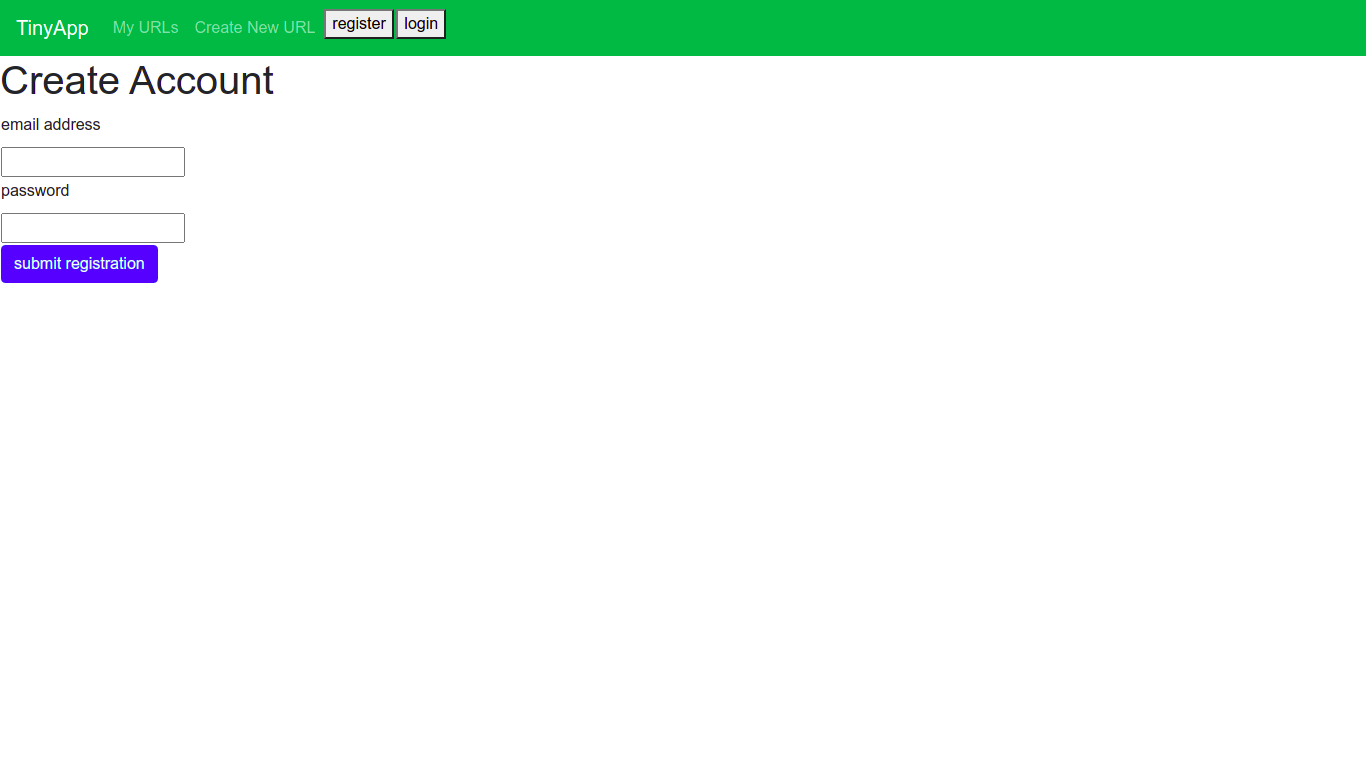 TinyApp My URLs Create New URL register login
Create Account
email address
password
submit registration